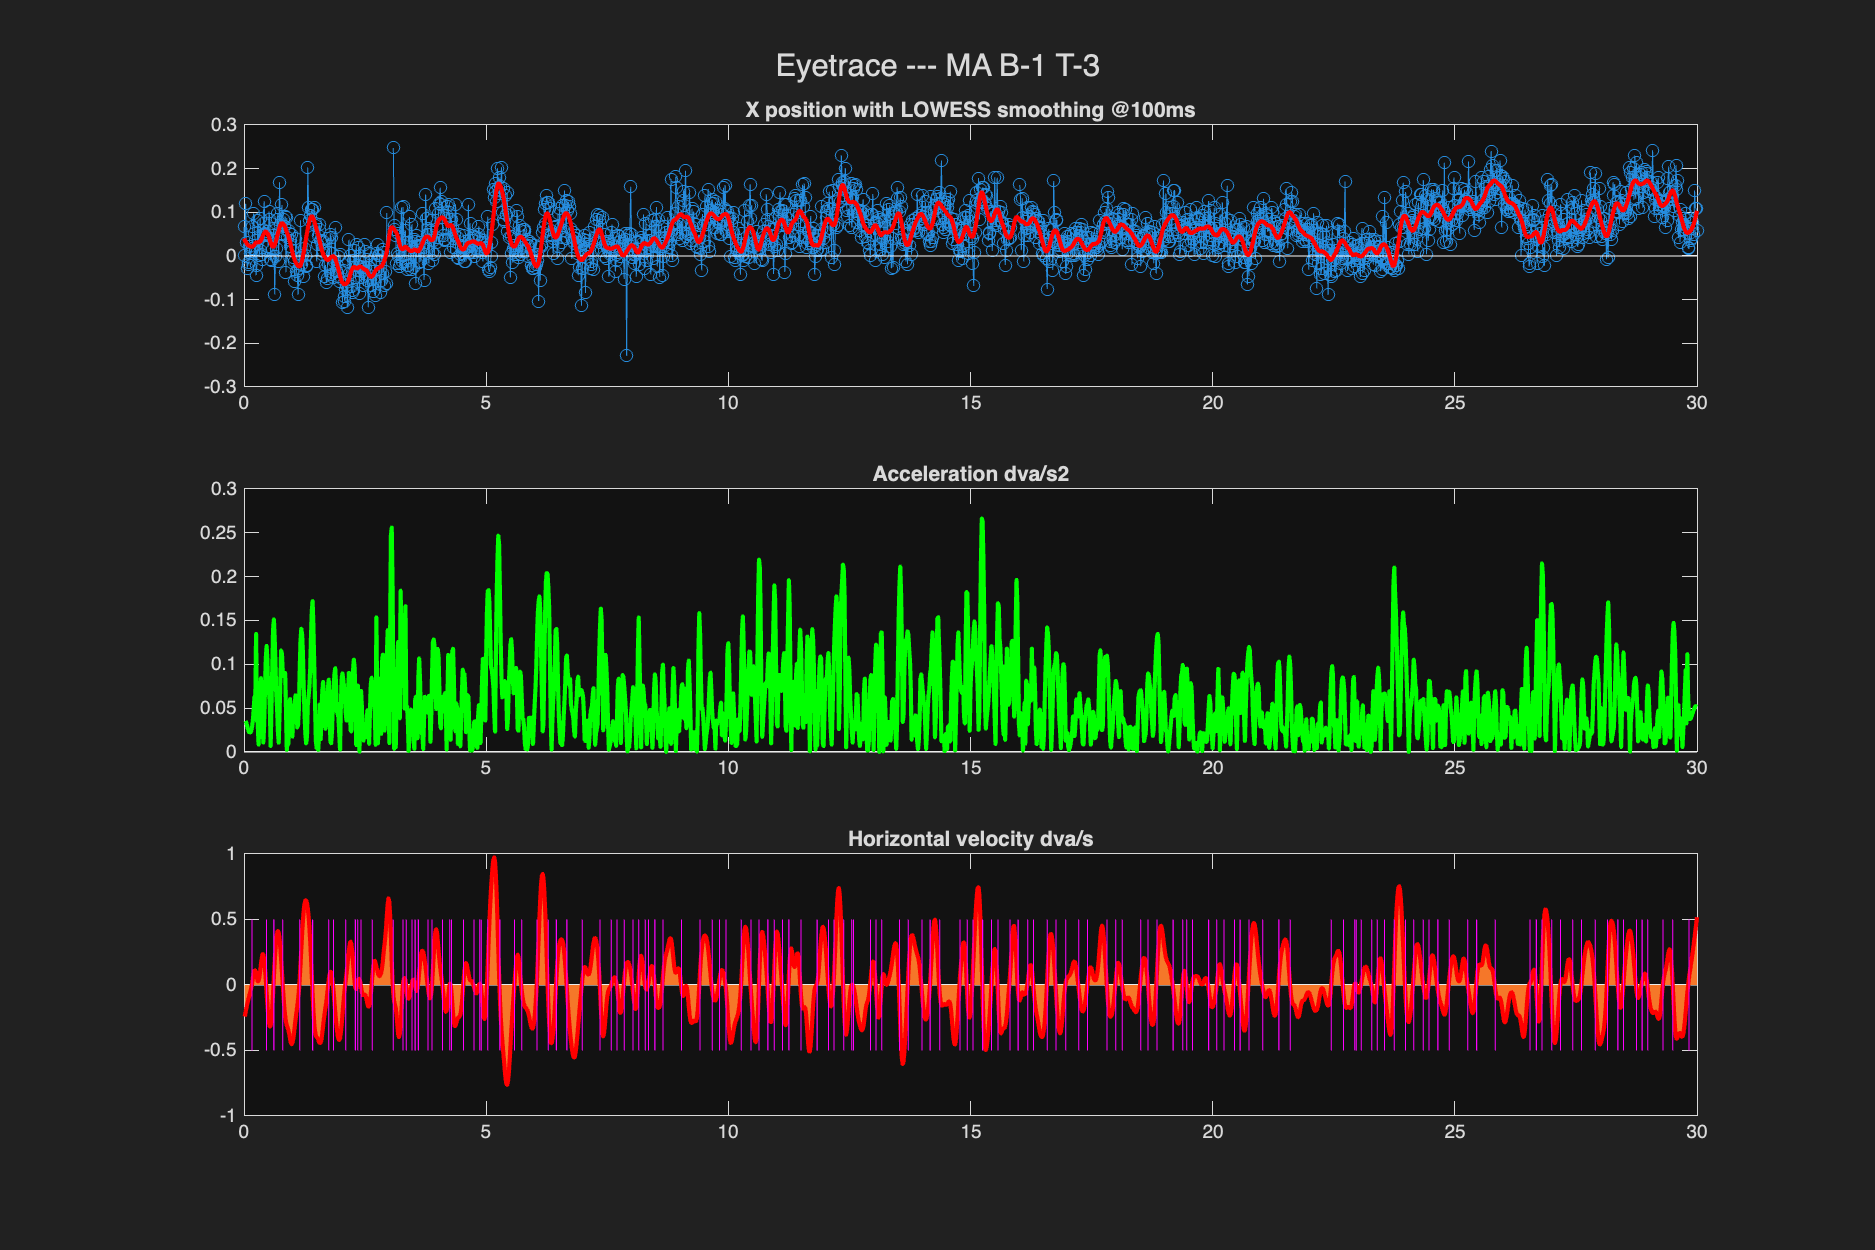 Eyetrace --- MA B-1 T-3
X position with LOWESS smoothing @100ms
0.3
0.2
0.1
0
-0.1
-0.2
-0.3
0 5 10 15 20 25 30
Acceleration dva/s2
0.3
0.25
0.2
0.15
0.1
0.05
0
0 5 10 15 20 25 30
Horizontal velocity dva/s
1
0.5
0
-0.5
-1
0 5 10 15 20 25 30